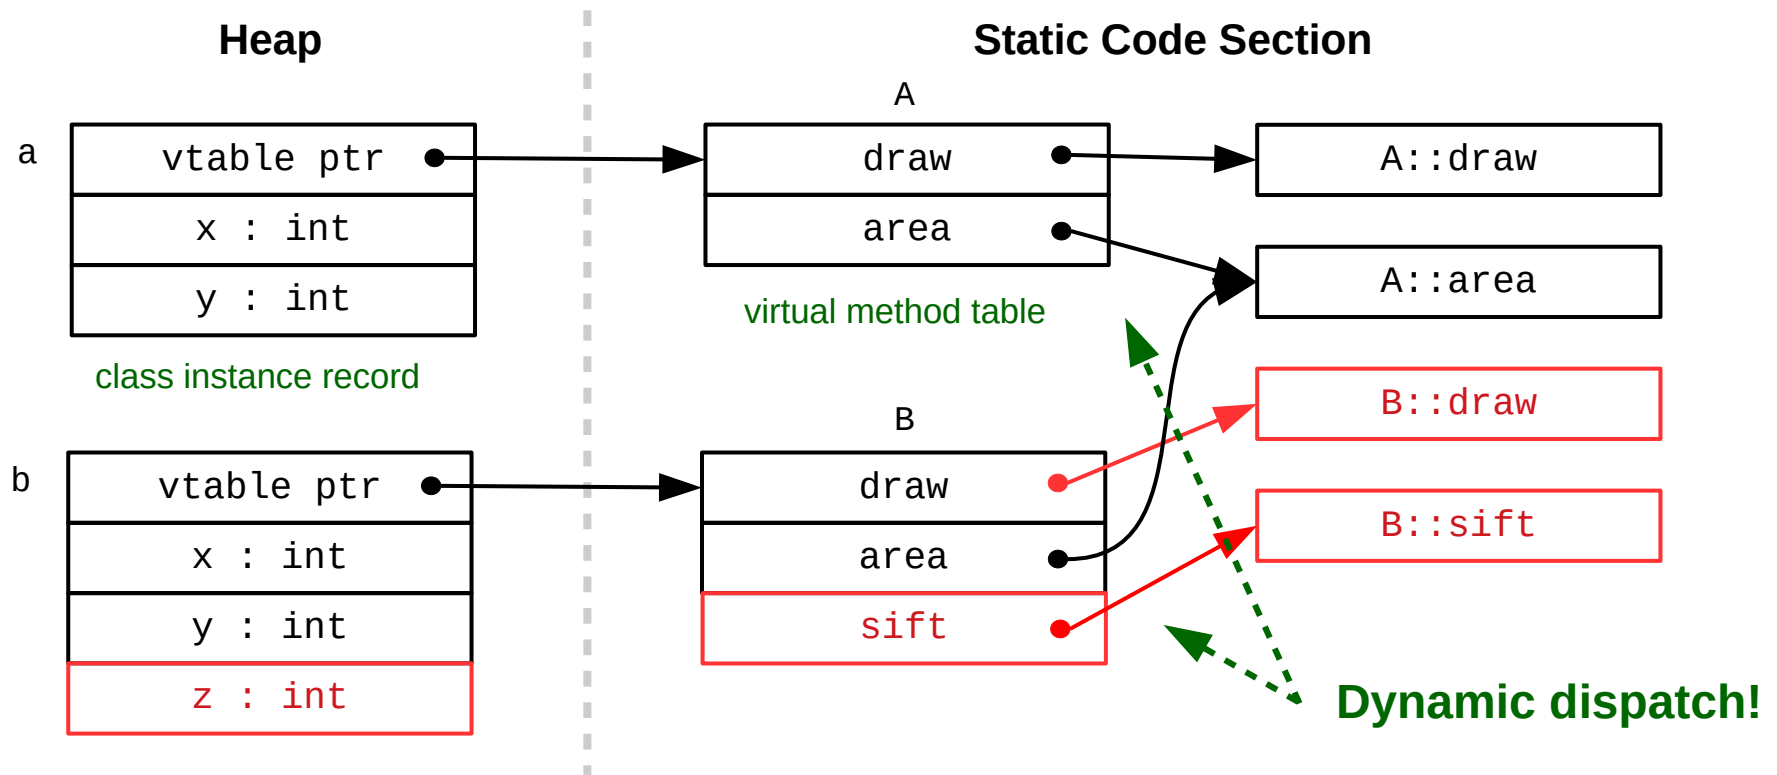 Heap
Static Code Section
A
a
vtable ptr
x : int
y : int
class instance record
draw
area
virtual method table
A::draw
A::area
B::draw
B::sift
b
vtable ptr
x : int
y : int
z : int
B
draw
area
sift
Dynamic dispatch!